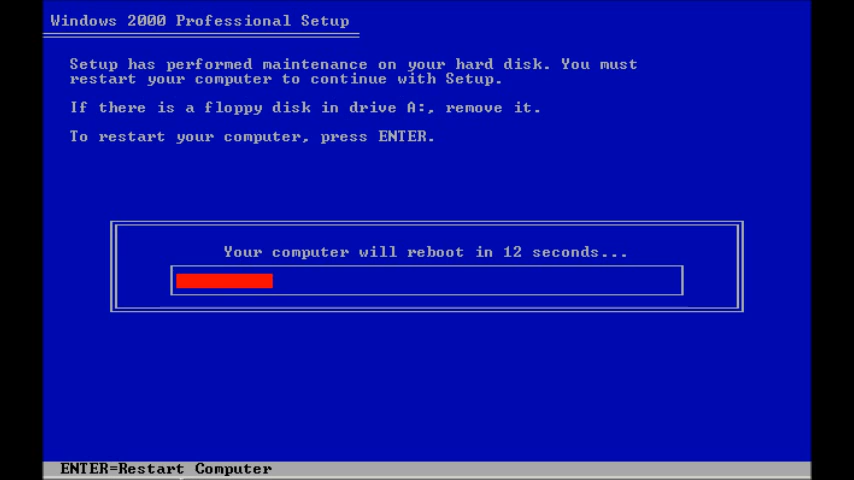 Windows 2000 Professional Setup
Setup has performed maintenance on your hard disk. You must
restart your computer to continue with Setup.
If there is a floppy disk in drive A:, remove it.
To restart your computer, press ENTER.
Your computer will reboot in 12 seconds...
ENTER=Restart Computer